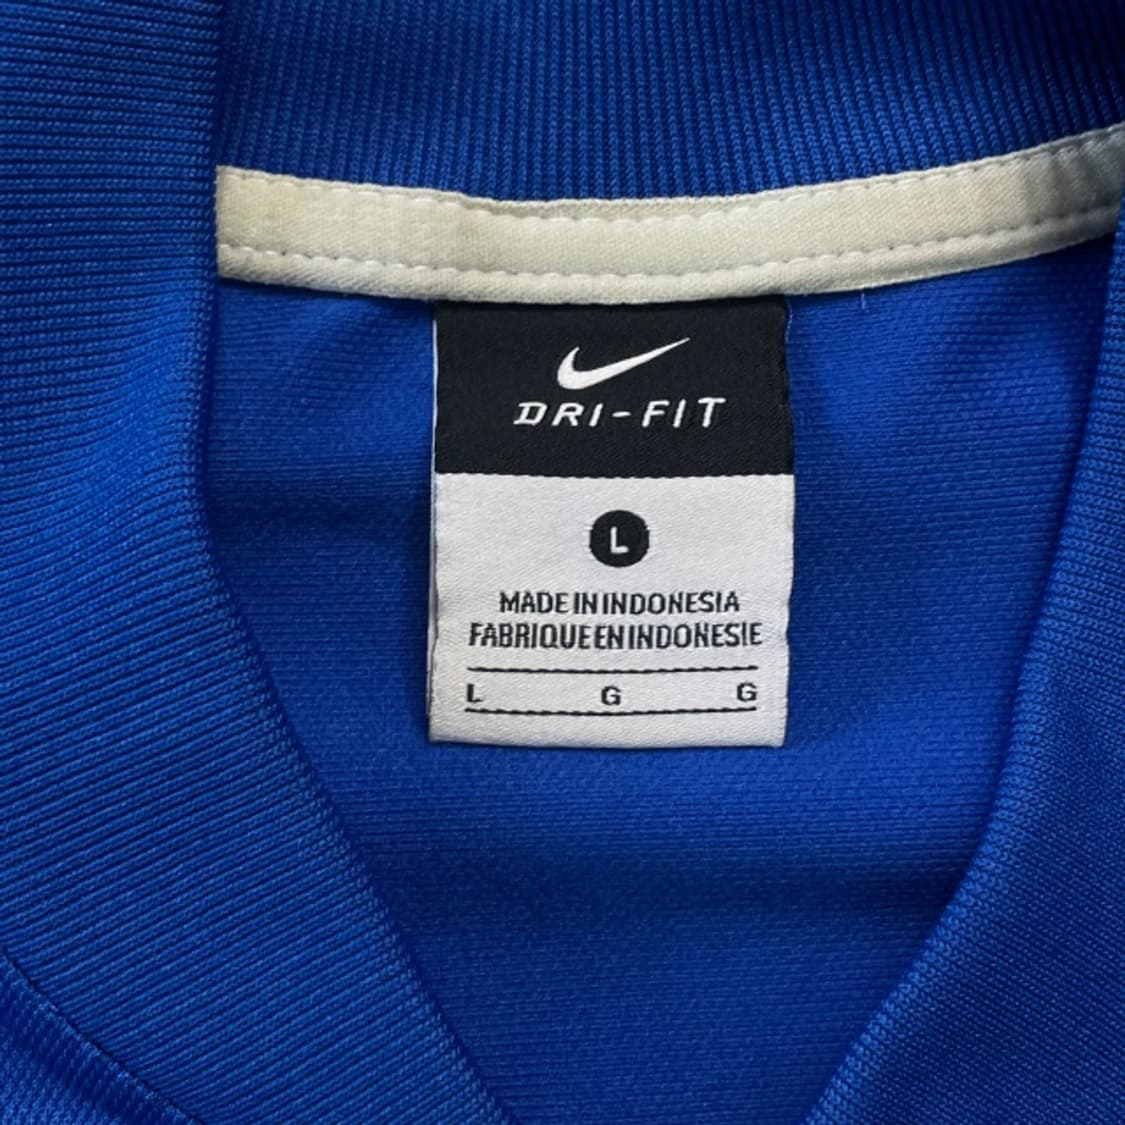 DRI-FIT
L
MADE IN INDONESIA
FABRIQUE EN INDONESIE
L G G